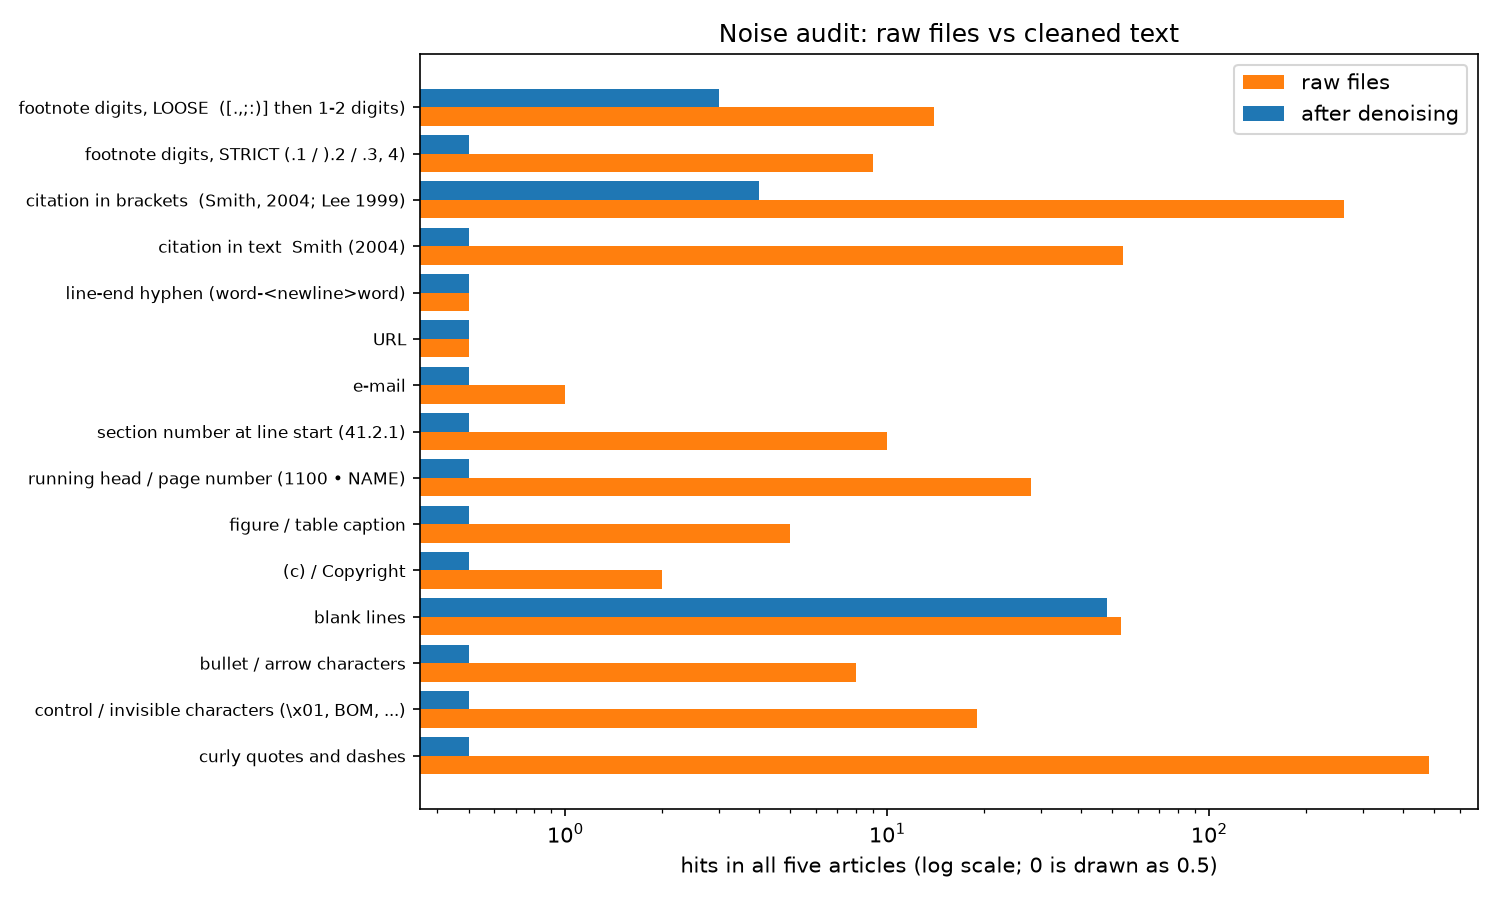 Noise audit: raw files vs cleaned text
raw files
after denoising
footnote digits, LOOSE  ([.,;:)] then 1-2 digits)
footnote digits, STRICT (.1 / ).2 / .3, 4)
citation in brackets  (Smith, 2004; Lee 1999)
citation in text  Smith (2004)
line-end hyphen (word-<newline>word)
URL
e-mail
section number at line start (41.2.1)
running head / page number (1100 • NAME)
figure / table caption
(c) / Copyright
blank lines
bullet / arrow characters
control / invisible characters (\x01, BOM, ...)
curly quotes and dashes
10⁰ 10¹ 10²
hits in all five articles (log scale; 0 is drawn as 0.5)